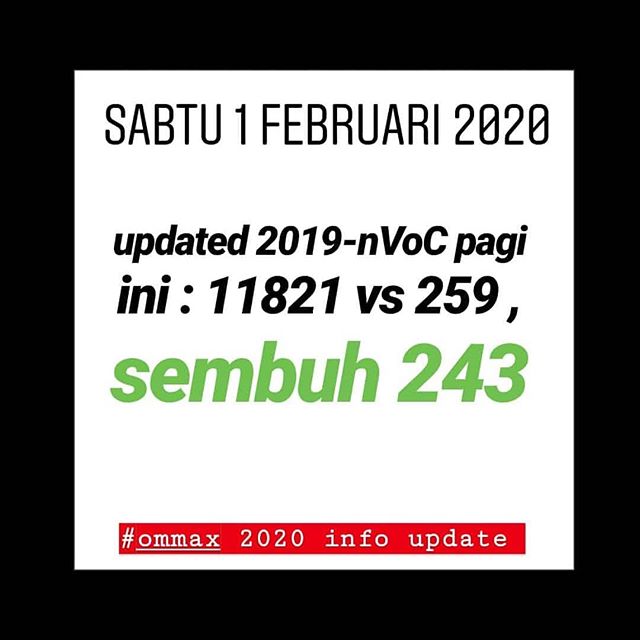 SABTU 1 FEBRUARI 2020
updated 2019-nVoC pagi
ini : 11821 vs 259 ,
sembuh 243
#ommax 2020 info update